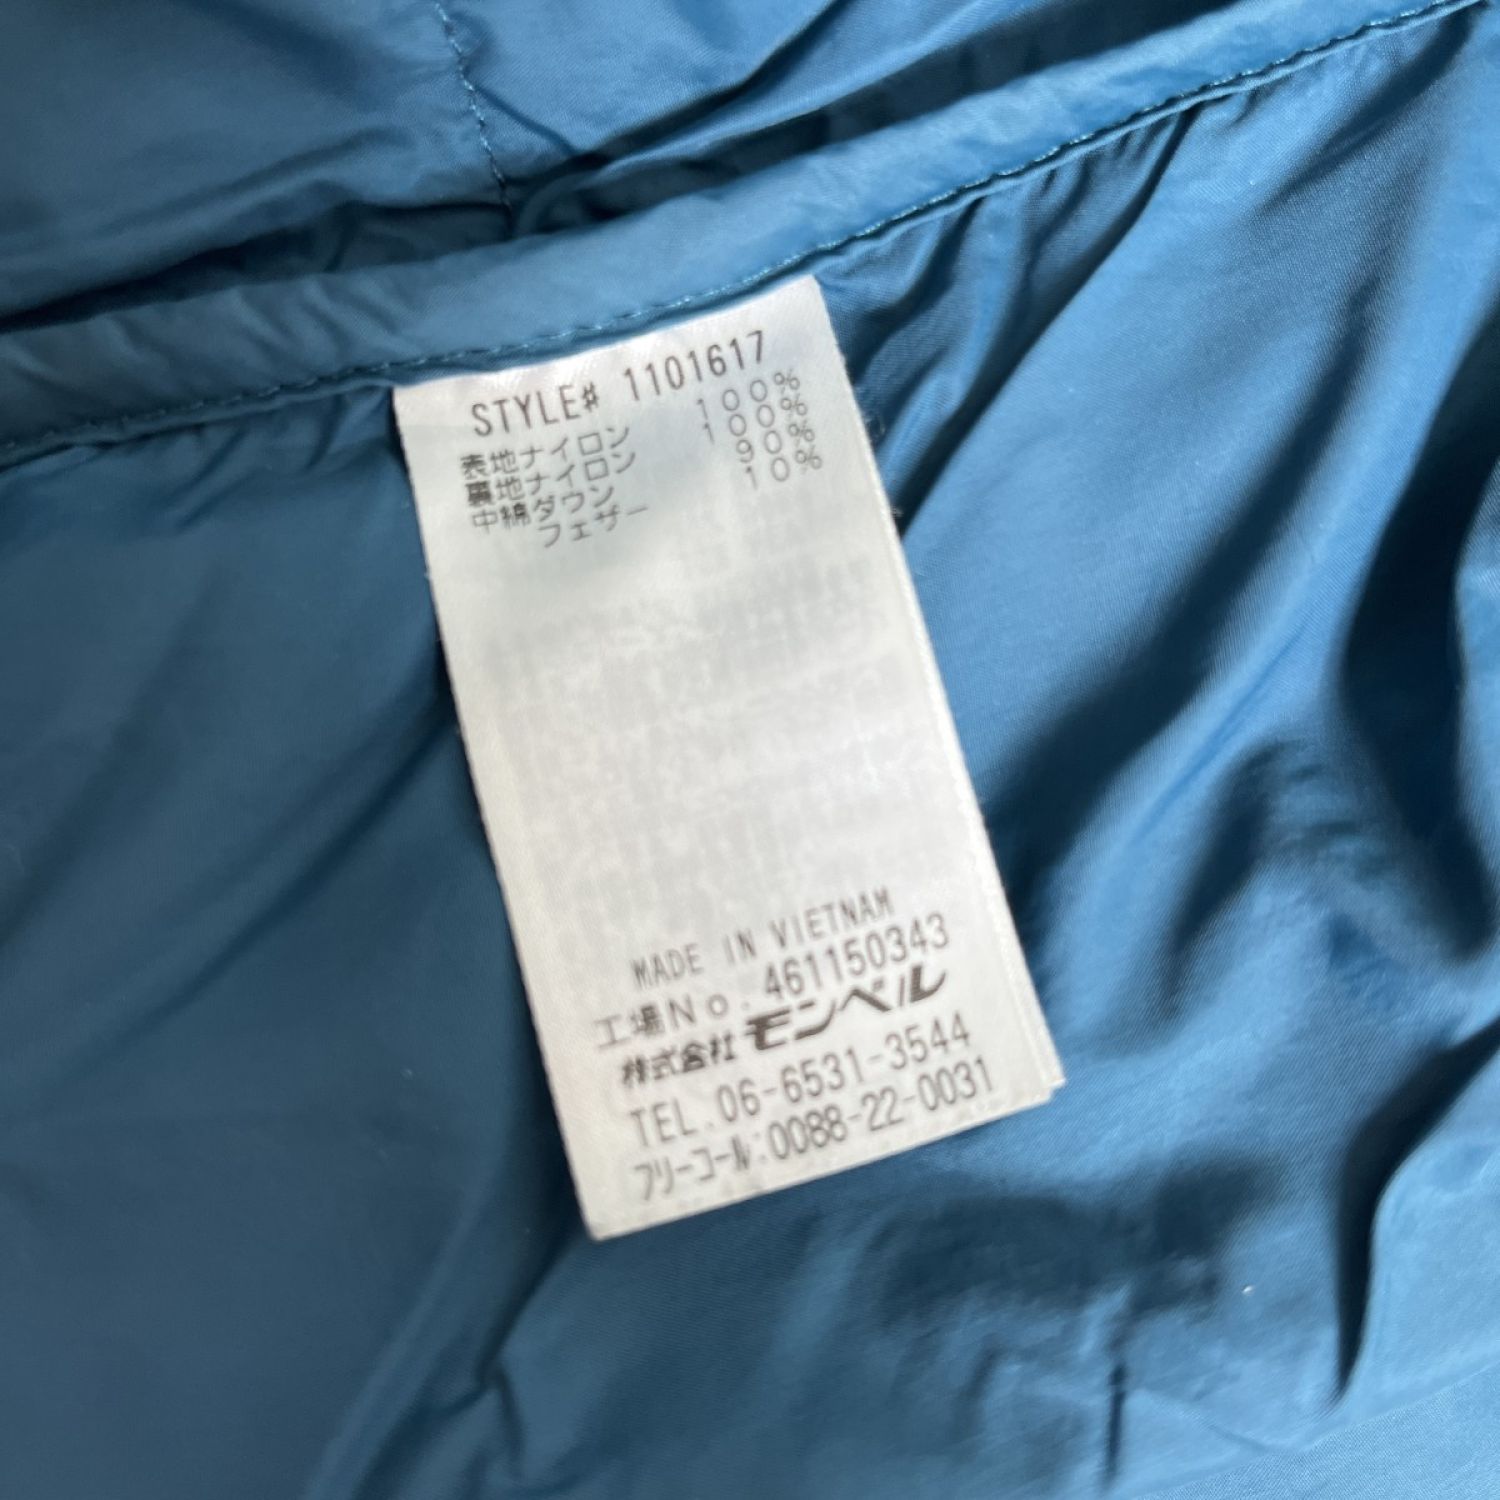 STYLE# 1101617
表地ナイロン 100%
裏地ナイロン 100%
中綿ダウン 90%
フェザー 10%
MADE IN VIETNAM
工場No. 461150343
株式会社モンベル
TEL. 06-6531-3544
フリーコール:0088-22-0031